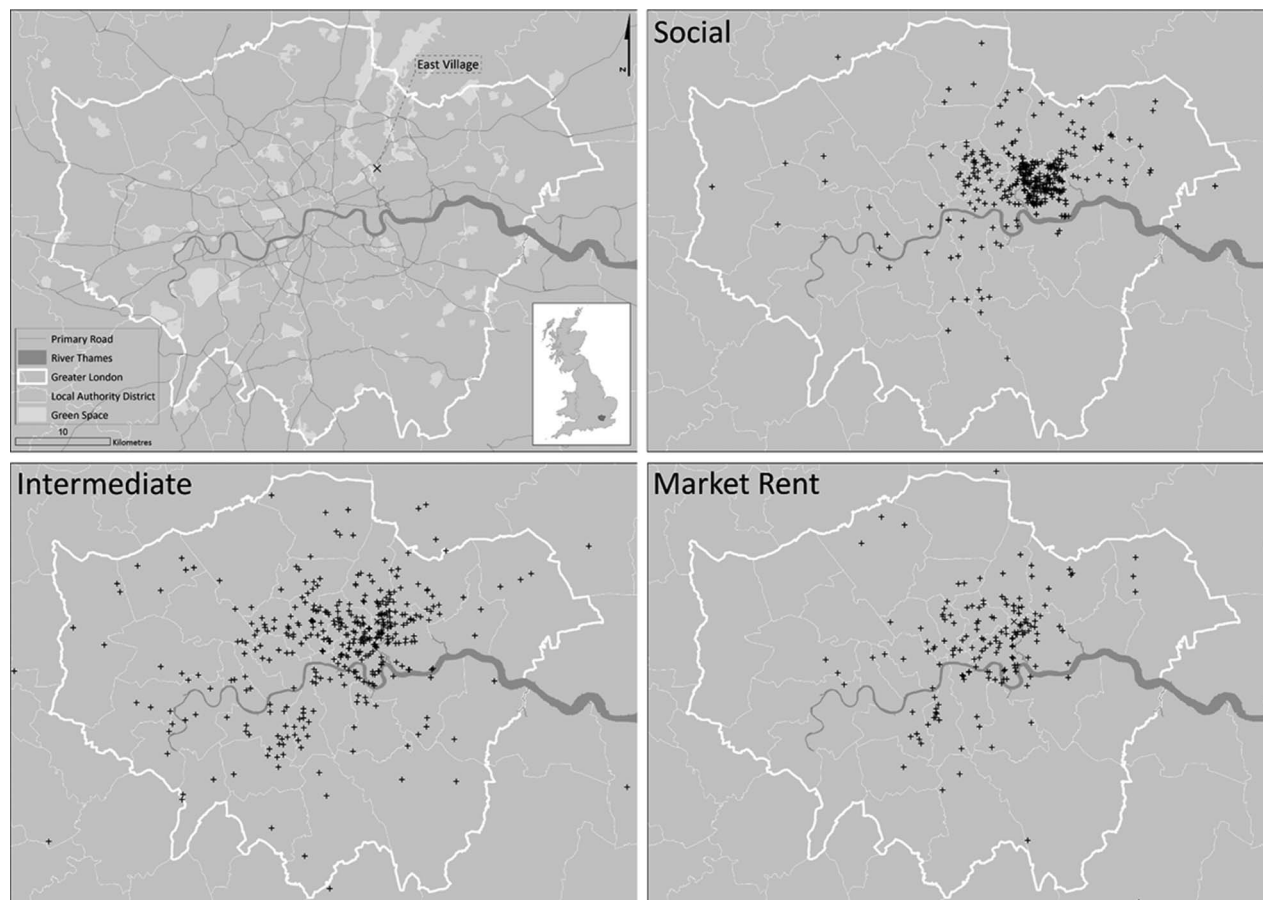 East Village
N
Primary Road
River Thames
Greater London
Local Authority District
Green Space
10
Kilometres
Social
Intermediate
Market Rent